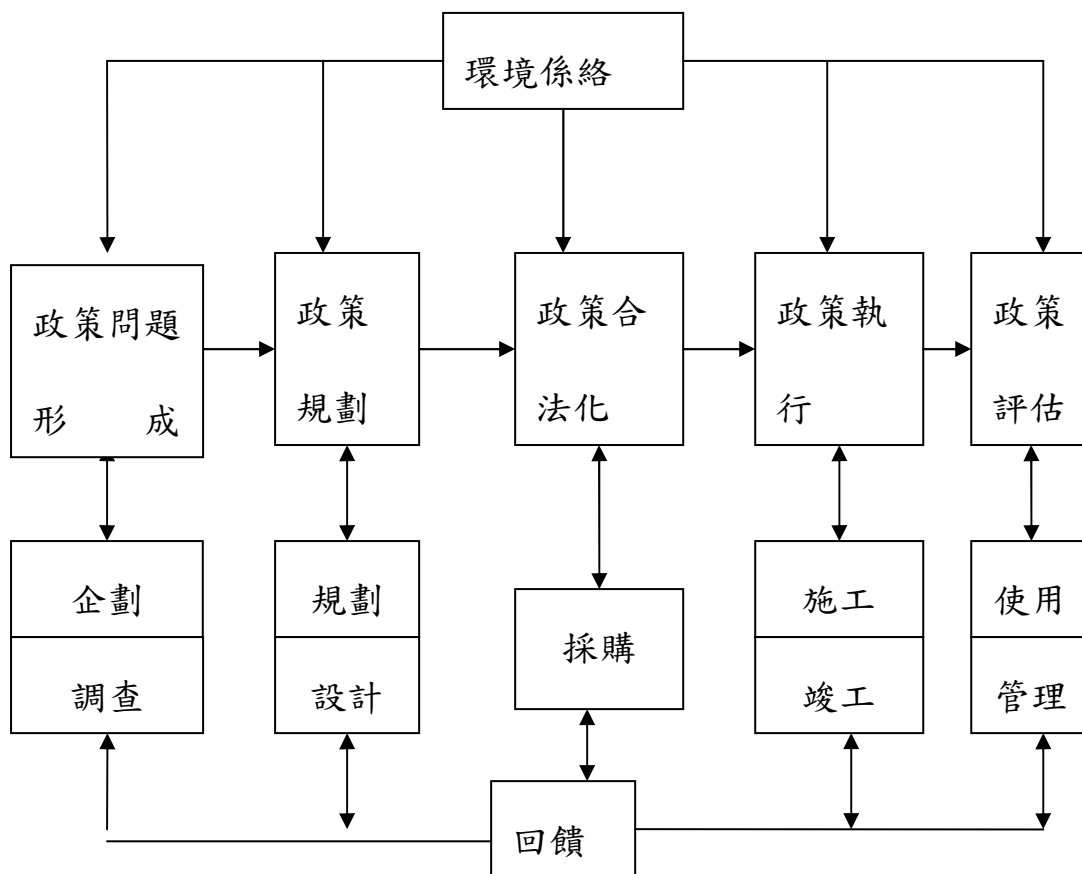 環境係絡
政策問題
形 成
政策
規劃
政策合
法化
政策執
行
政策
評估
企劃
調查
規劃
設計
採購
施工
竣工
使用
管理
回饋